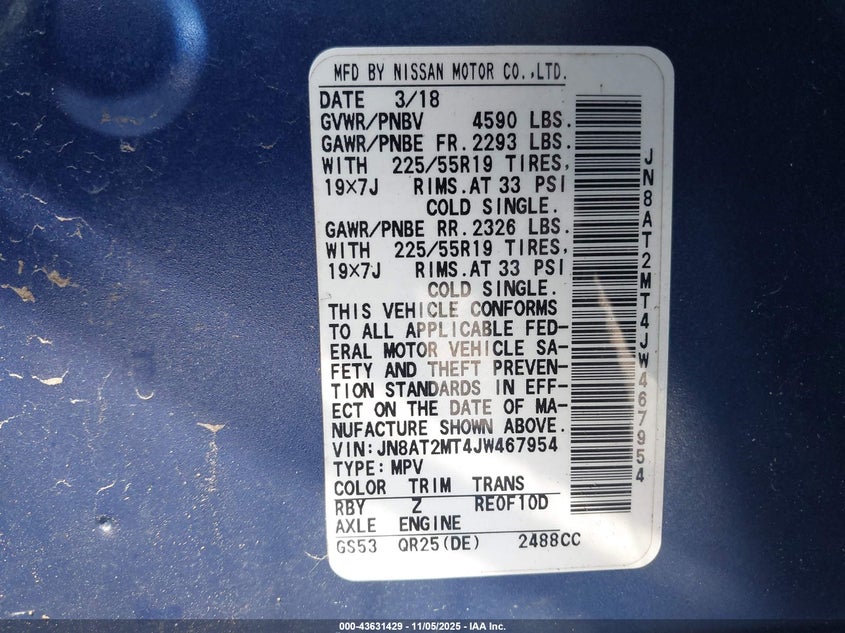 MFD BY NISSAN MOTOR CO.,LTD.
DATE 3/18
GVWR/PNBV 4590 LBS.
GAWR/PNBE FR. 2293 LBS.
WITH 225/55R19 TIRES,
19×7J RIMS.AT 33 PSI
COLD SINGLE.
GAWR/PNBE RR. 2326 LBS.
WITH 225/55R19 TIRES,
19×7J RIMS.AT 33 PSI
COLD SINGLE.
THIS VEHICLE CONFORMS
TO ALL APPLICABLE FED-
ERAL MOTOR VEHICLE SA-
FETY AND THEFT PREVEN-
TION STANDARDS IN EFF-
ECT ON THE DATE OF MA-
NUFACTURE SHOWN ABOVE.
VIN:JN8AT2MT4JW467954
TYPE:MPV
COLOR TRIM TRANS
RBY Z RE0F10D
AXLE ENGINE
GS53 QR25(DE) 2488CC
JN8AT2MT4JW467954
000-43631429 - 11/05/2025 - IAA Inc.